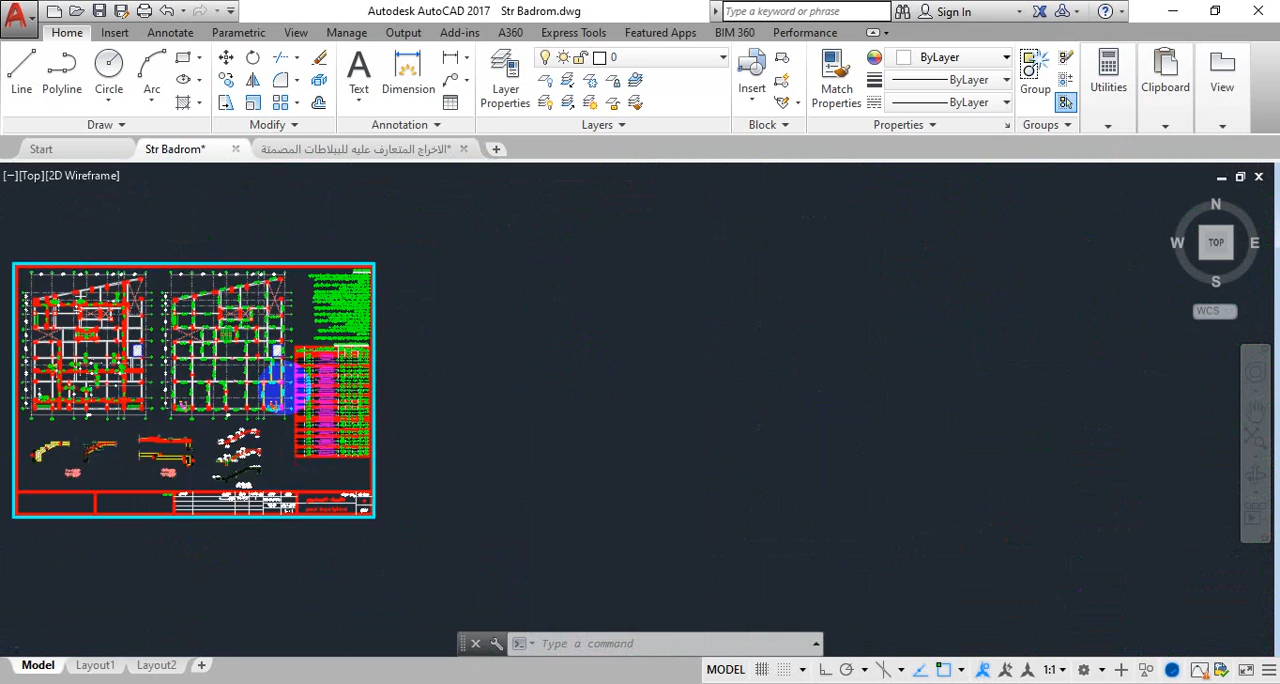 Autodesk AutoCAD 2017 Str Badrom.dwg
Type a keyword or phrase
Sign In
Home Insert Annotate Parametric View Manage Output Add-ins A360 Express Tools Featured Apps BIM 360 Performance
Line Polyline Circle Arc
Text Dimension
Layer Properties
0
Insert
Match Properties
ByLayer
ByLayer
ByLayer
Group
Utilities Clipboard View
Draw Modify Annotation Layers Block Properties Groups
Start Str Badrom* الاخراج المتعارف عليه للبلاطات المصمتة*
[−][Top][2D Wireframe]
N
W TOP E
S
WCS
Type a command
Model Layout1 Layout2
MODEL 1:1